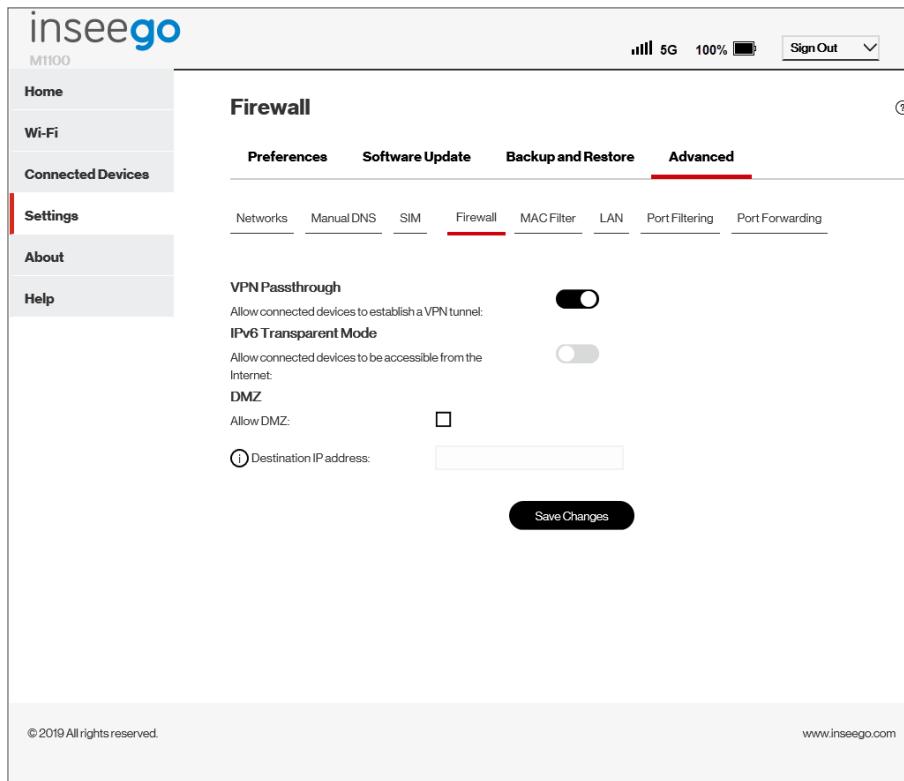 inseego
M1100
5G 100% Sign Out
Home
Wi-Fi
Connected Devices
Settings
About
Help
Firewall
?
Preferences Software Update Backup and Restore Advanced
Networks Manual DNS SIM Firewall MAC Filter LAN Port Filtering Port Forwarding
VPN Passthrough
Allow connected devices to establish a VPN tunnel:
IPv6 Transparent Mode
Allow connected devices to be accessible from the
Internet:
DMZ
Allow DMZ:
i Destination IP address:
Save Changes
© 2019 All rights reserved. www.inseego.com